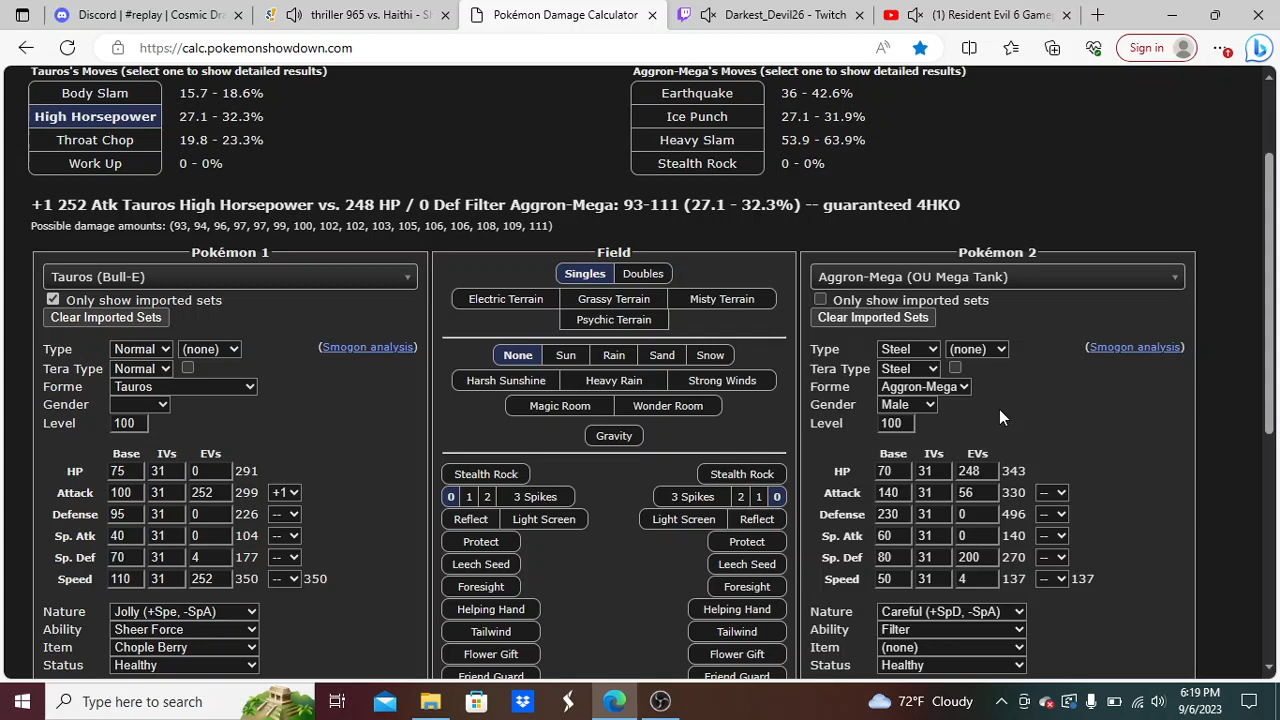 Discord | #replay | Cosmic Dra
thriller 965 vs. Haithi - Sh
Pokémon Damage Calculator
Darkest_Devil26 - Twitch
(1) Resident Evil 6 Game
https://calc.pokemonshowdown.com
Sign in
Tauros's Moves (select one to show detailed results)
Aggron-Mega's Moves (select one to show detailed results)
Body Slam 15.7 - 18.6%
Earthquake 36 - 42.6%
High Horsepower 27.1 - 32.3%
Ice Punch 27.1 - 31.9%
Throat Chop 19.8 - 23.3%
Heavy Slam 53.9 - 63.9%
Work Up 0 - 0%
Stealth Rock 0 - 0%
+1 252 Atk Tauros High Horsepower vs. 248 HP / 0 Def Filter Aggron-Mega: 93-111 (27.1 - 32.3%) -- guaranteed 4HKO
Possible damage amounts: (93, 94, 96, 97, 97, 99, 100, 102, 102, 103, 105, 106, 106, 108, 109, 111)
Pokémon 1
Tauros (Bull-E)
Only show imported sets
Clear Imported Sets
Type Normal (none) (Smogon analysis)
Tera Type Normal
Forme Tauros
Gender
Level 100
Base IVs EVs
HP 75 31 0 291
Attack 100 31 252 299 +1
Defense 95 31 0 226 --
Sp. Atk 40 31 0 104 --
Sp. Def 70 31 4 177 --
Speed 110 31 252 350 -- 350
Nature Jolly (+Spe, -SpA)
Ability Sheer Force
Item Chople Berry
Status Healthy
Field
Singles Doubles
Electric Terrain Grassy Terrain Misty Terrain
Psychic Terrain
None Sun Rain Sand Snow
Harsh Sunshine Heavy Rain Strong Winds
Magic Room Wonder Room
Gravity
Stealth Rock Stealth Rock
0 1 2 3 Spikes 3 Spikes 2 1 0
Reflect Light Screen Light Screen Reflect
Protect Protect
Leech Seed Leech Seed
Foresight Foresight
Helping Hand Helping Hand
Tailwind Tailwind
Flower Gift Flower Gift
Friend Guard Friend Guard
Pokémon 2
Aggron-Mega (OU Mega Tank)
Only show imported sets
Clear Imported Sets
Type Steel (none) (Smogon analysis)
Tera Type Steel
Forme Aggron-Mega
Gender Male
Level 100
Base IVs EVs
HP 70 31 248 343
Attack 140 31 56 330 --
Defense 230 31 0 496 --
Sp. Atk 60 31 0 140 --
Sp. Def 80 31 200 270 --
Speed 50 31 4 137 -- 137
Nature Careful (+SpD, -SpA)
Ability Filter
Item (none)
Status Healthy
Type here to search
72°F Cloudy
6:19 PM
9/6/2023